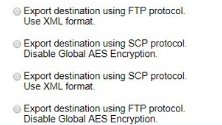 Export destination using FTP protocol.
Use XML format.
Export destination using SCP protocol.
Disable Global AES Encryption.
Export destination using SCP protocol.
Use XML format.
Export destination using FTP protocol.
Disable Global AES Encryption.